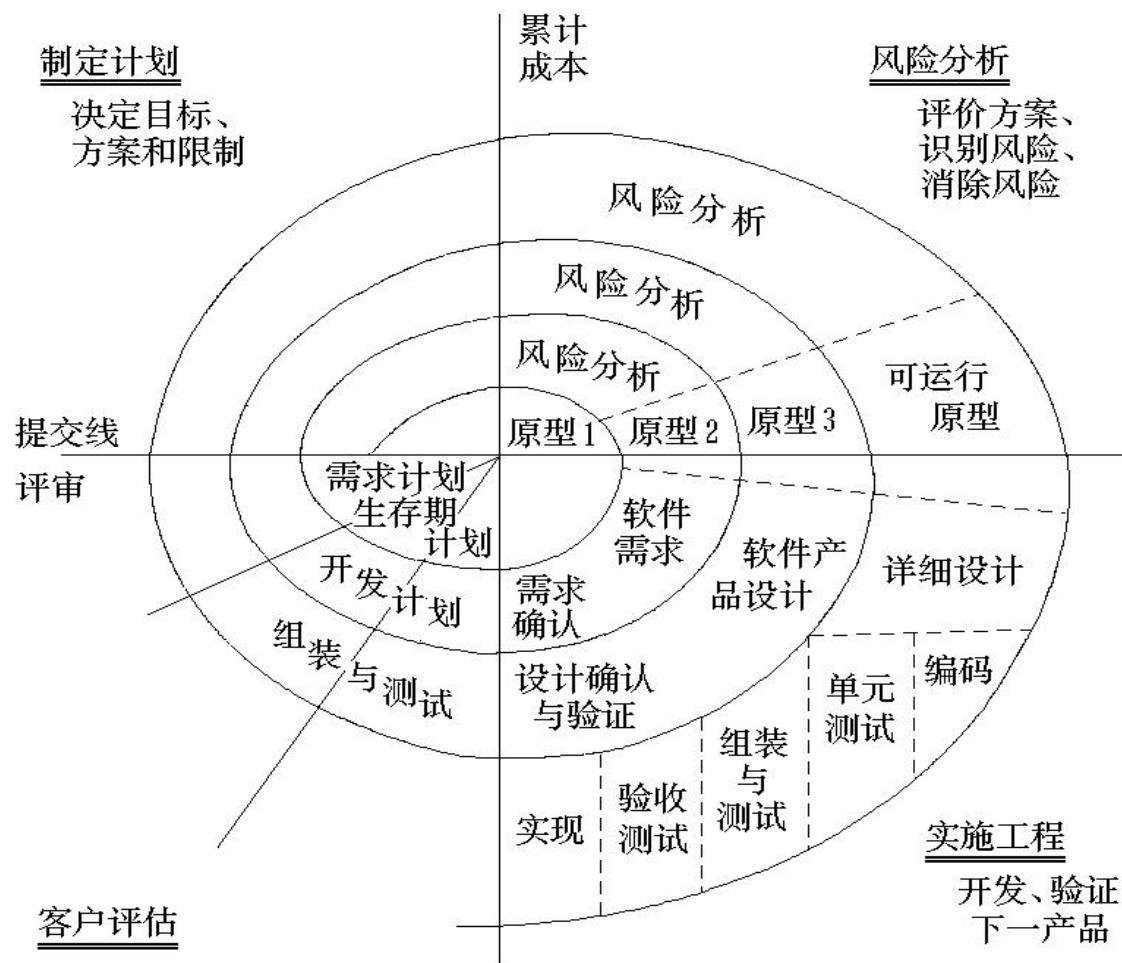 制定计划
决定目标、
方案和限制
累计
成本
风险分析
评价方案、
识别风险、
消除风险
风险分析
风险分析
风险分析
可运行
原型
原型1
原型2
原型3
提交线
评审
需求计划
生存期
计划
开发计划
组装与测试
软件
需求
需求
确认
软件产
品设计
设计确认
与验证
详细设计
编码
单元
测试
组装
与
测试
验收
测试
实现
实施工程
开发、验证
下一产品
客户评估